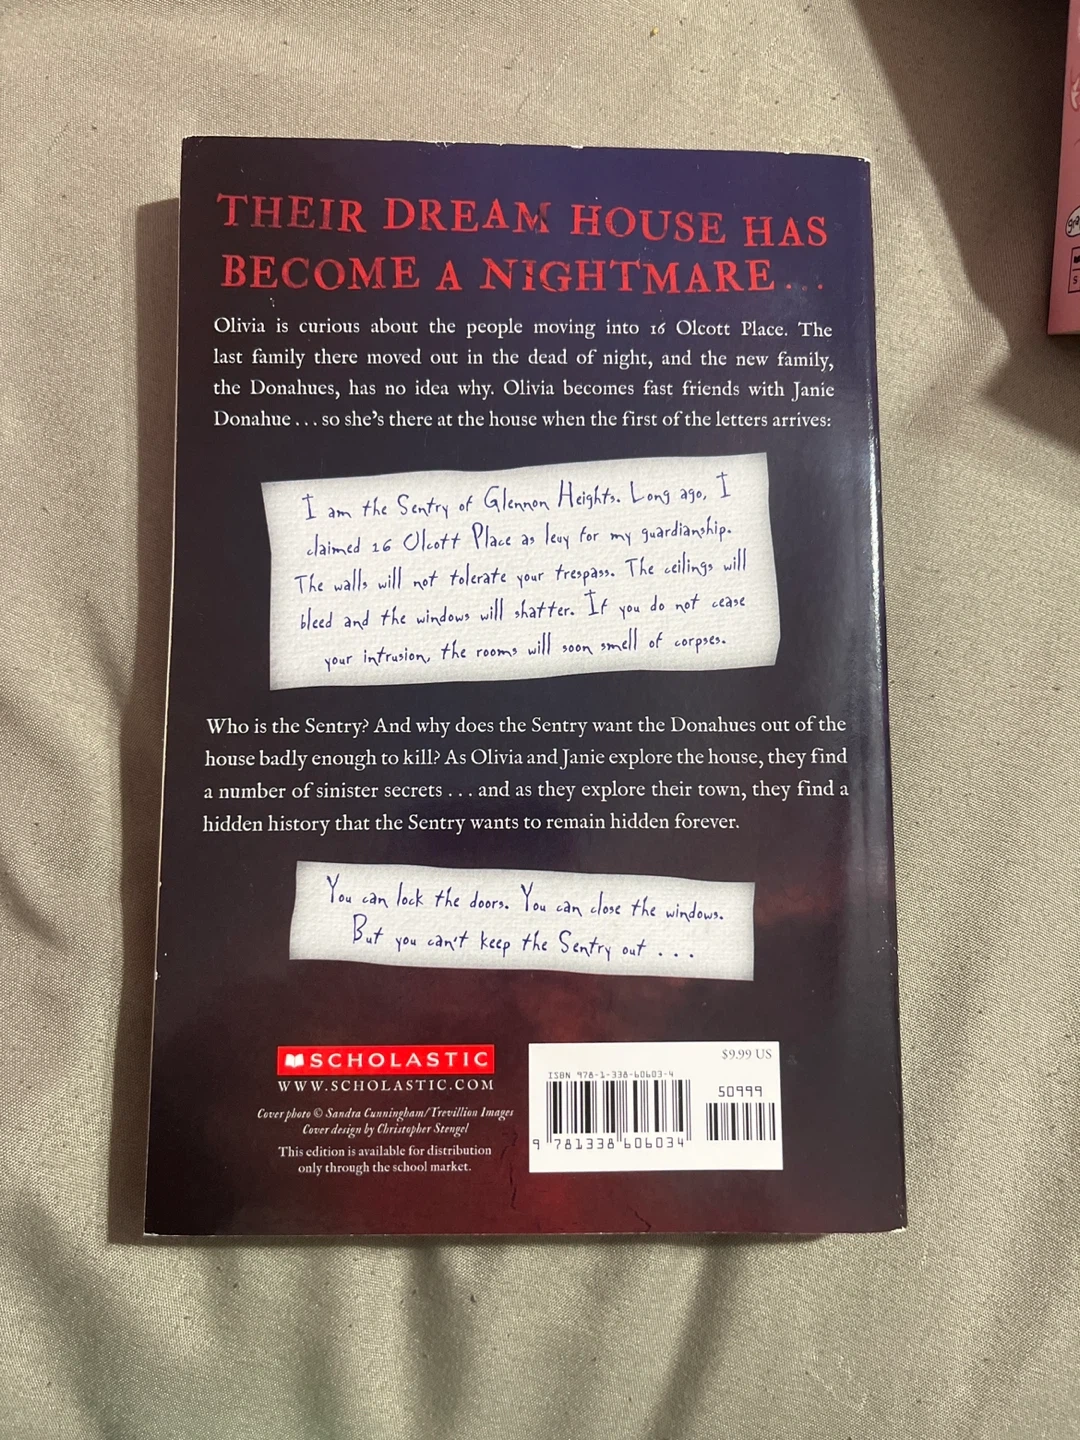 THEIR DREAM HOUSE HAS
BECOME A NIGHTMARE...
Olivia is curious about the people moving into 16 Olcott Place. The
last family there moved out in the dead of night, and the new family,
the Donahues, has no idea why. Olivia becomes fast friends with Janie
Donahue . . . so she's there at the house when the first of the letters arrives:
I am the Sentry of Glennon Heights. Long ago, I
claimed 16 Olcott Place as levy for my guardianship.
The walls will not tolerate your trespass. The ceilings will
bleed and the windows will shatter. If you do not cease
your intrusion, the rooms will soon smell of corpses.
Who is the Sentry? And why does the Sentry want the Donahues out of the
house badly enough to kill? As Olivia and Janie explore the house, they find
a number of sinister secrets . . . and as they explore their town, they find a
hidden history that the Sentry wants to remain hidden forever.
You can lock the doors. You can close the windows.
But you can't keep the Sentry out . . .
SCHOLASTIC
WWW.SCHOLASTIC.COM
Cover photo © Sandra Cunningham/Trevillion Images
Cover design by Christopher Stengel
This edition is available for distribution
only through the school market.
$9.99 US
ISBN 978-1-338-60603-4
50999
9 781338 606034